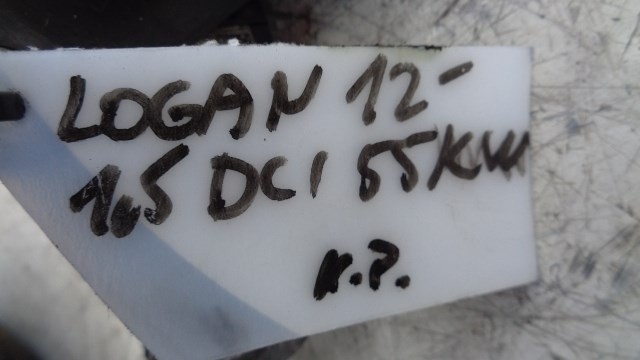 LOGAN 12-
1,5 DCI 55KW
N.P.